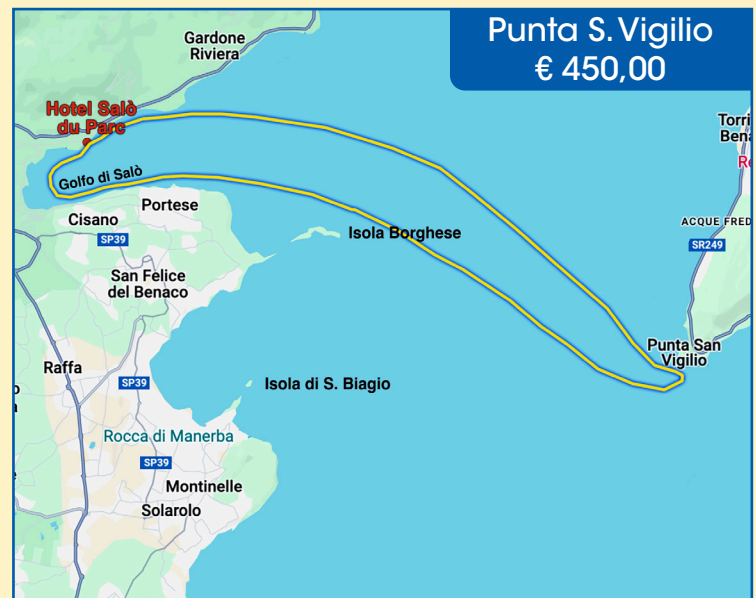 Punta S. Vigilio
€ 450,00
Gardone
Riviera
Hotel Salò
du Parc
Golfo di Salò
Portese
Cisano
SP39
Isola Borghese
ACQUE FRED
SR249
San Felice
del Benaco
Punta San
Vigilio
Raffa
SP39
Isola di S. Biagio
Rocca di Manerba
SP39
Montinelle
Solarolo